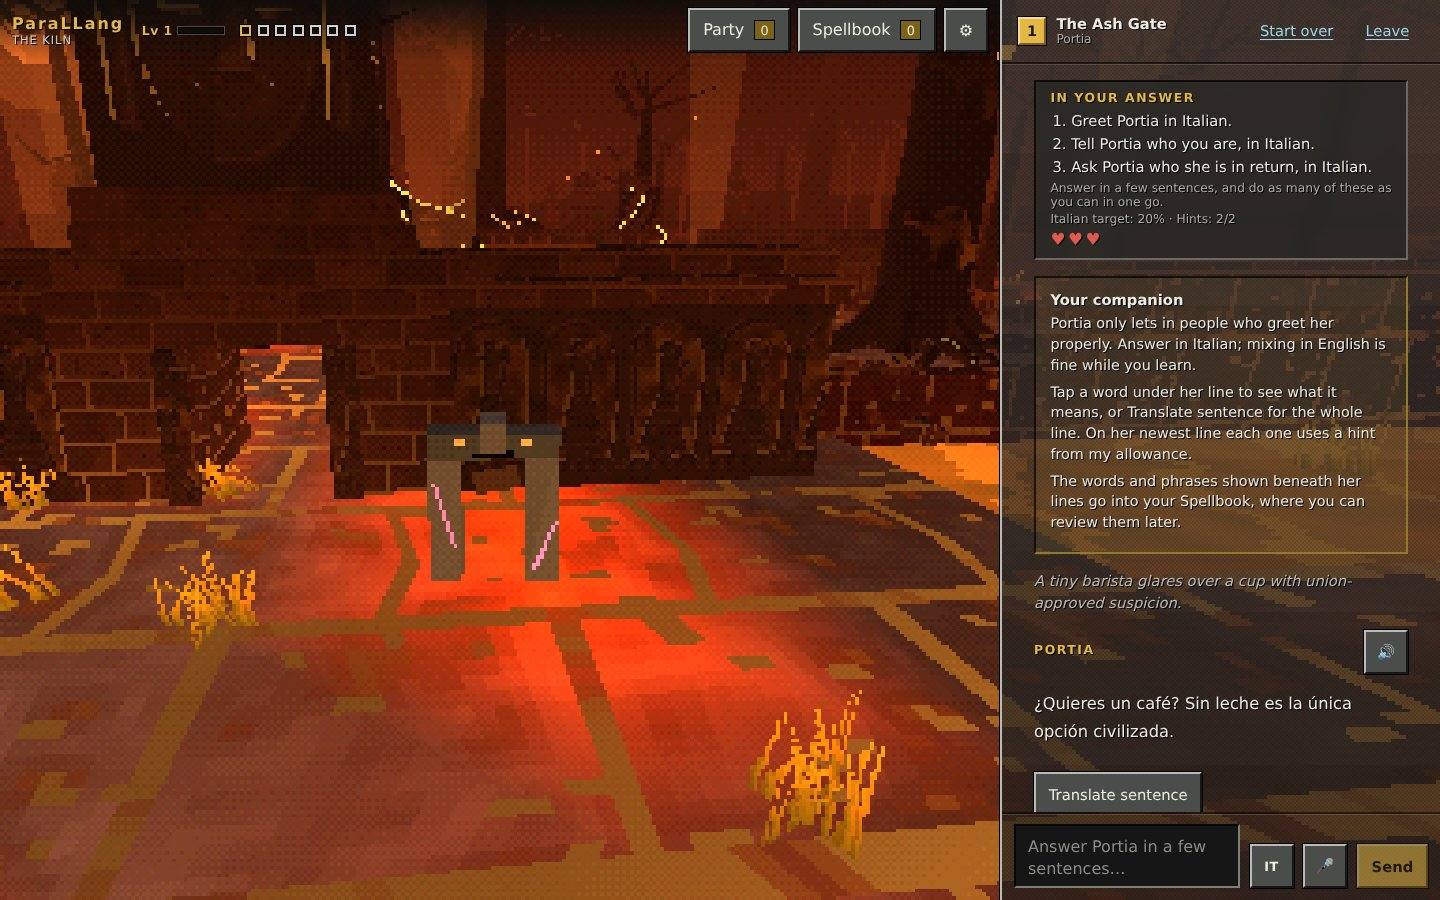 ParaLLang
THE KILN
Lv 1
Party 0
Spellbook 0
1
The Ash Gate
Portia
Start over
Leave
IN YOUR ANSWER
1. Greet Portia in Italian.
2. Tell Portia who you are, in Italian.
3. Ask Portia who she is in return, in Italian.
Answer in a few sentences, and do as many of these as
you can in one go.
Italian target: 20% · Hints: 2/2
Your companion
Portia only lets in people who greet her
properly. Answer in Italian; mixing in English is
fine while you learn.
Tap a word under her line to see what it
means, or Translate sentence for the whole
line. On her newest line each one uses a hint
from my allowance.
The words and phrases shown beneath her
lines go into your Spellbook, where you can
review them later.
A tiny barista glares over a cup with union-
approved suspicion.
PORTIA
¿Quieres un café? Sin leche es la única
opción civilizada.
Translate sentence
Answer Portia in a few
sentences...
IT
Send